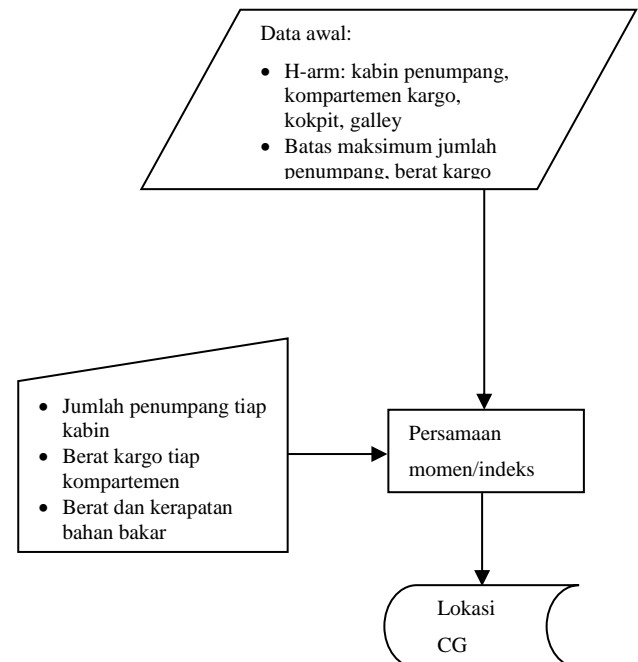 Data awal:
• H-arm: kabin penumpang,
kompartemen kargo,
kokpit, galley
• Batas maksimum jumlah
penumpang, berat kargo
• Jumlah penumpang tiap
kabin
• Berat kargo tiap
kompartemen
• Berat dan kerapatan
bahan bakar
Persamaan
momen/indeks
Lokasi
CG